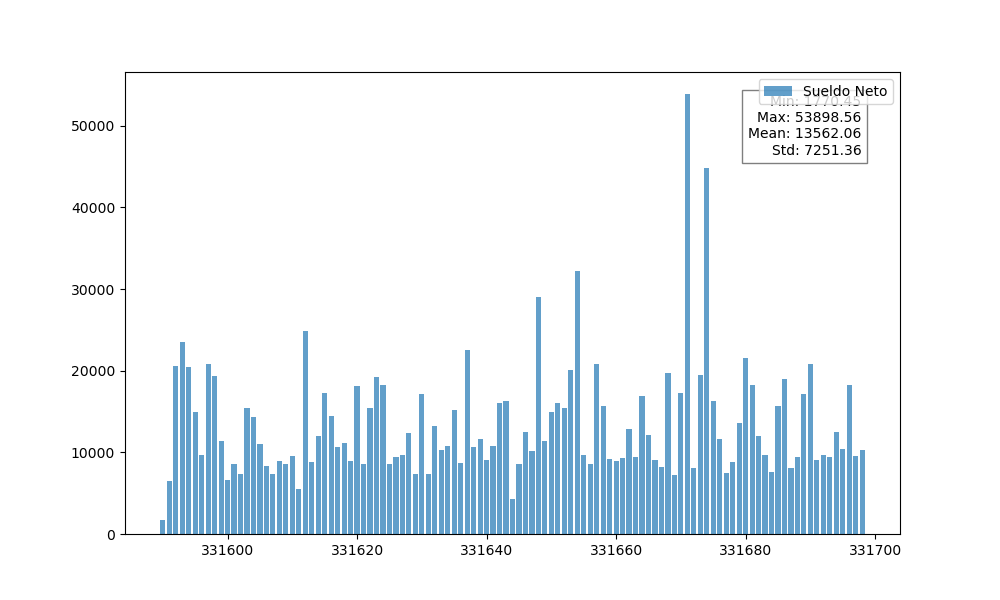 Sueldo Neto
Min: 1770.45
Max: 53898.56
Mean: 13562.06
Std: 7251.36
50000
40000
30000
20000
10000
0
331600 331620 331640 331660 331680 331700